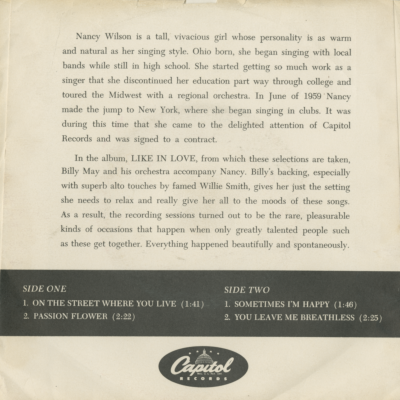 Nancy Wilson is a tall, vivacious girl whose personality is as warm
and natural as her singing style. Ohio born, she began singing with local
bands while still in high school. She started getting so much work as a
singer that she discontinued her education part way through college and
toured the Midwest with a regional orchestra. In June of 1959 Nancy
made the jump to New York, where she began singing in clubs. It was
during this time that she came to the delighted attention of Capitol
Records and was signed to a contract.
In the album, LIKE IN LOVE, from which these selections are taken,
Billy May and his orchestra accompany Nancy. Billy's backing, especially
with superb alto touches by famed Willie Smith, gives her just the setting
she needs to relax and really give her all to the moods of these songs.
As a result, the recording sessions turned out to be the rare, pleasurable
kinds of occasions that happen when only greatly talented people such
as these get together. Everything happened beautifully and spontaneously.
SIDE ONE
1. ON THE STREET WHERE YOU LIVE (1:41)
2. PASSION FLOWER (2:22)
SIDE TWO
1. SOMETIMES I'M HAPPY (1:46)
2. YOU LEAVE ME BREATHLESS (2:25)
Capitol
RECORDS